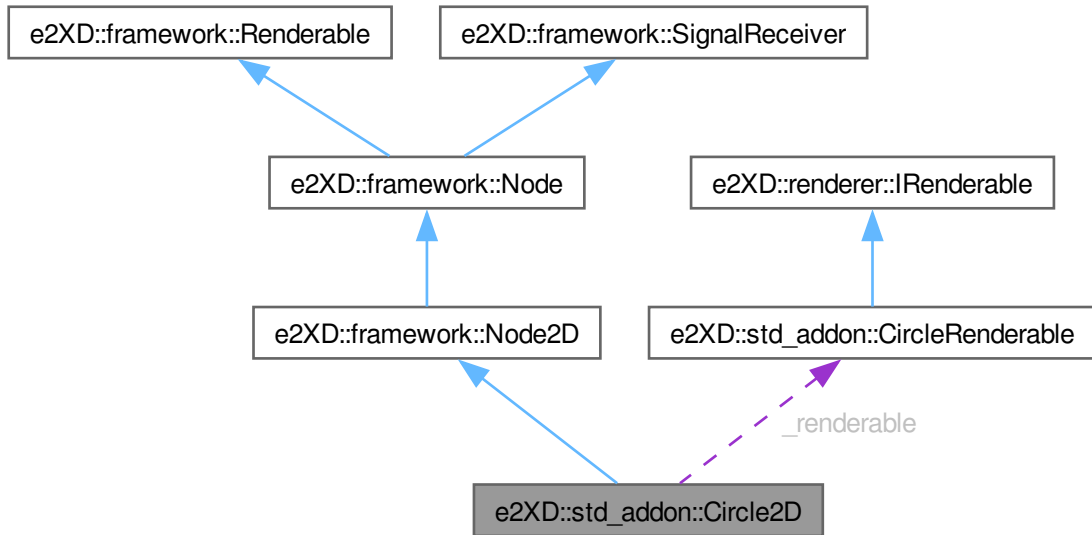 e2XD::framework::Renderable
e2XD::framework::SignalReceiver
e2XD::framework::Node
e2XD::renderer::IRenderable
e2XD::framework::Node2D
e2XD::std_addon::CircleRenderable
_renderable
e2XD::std_addon::Circle2D